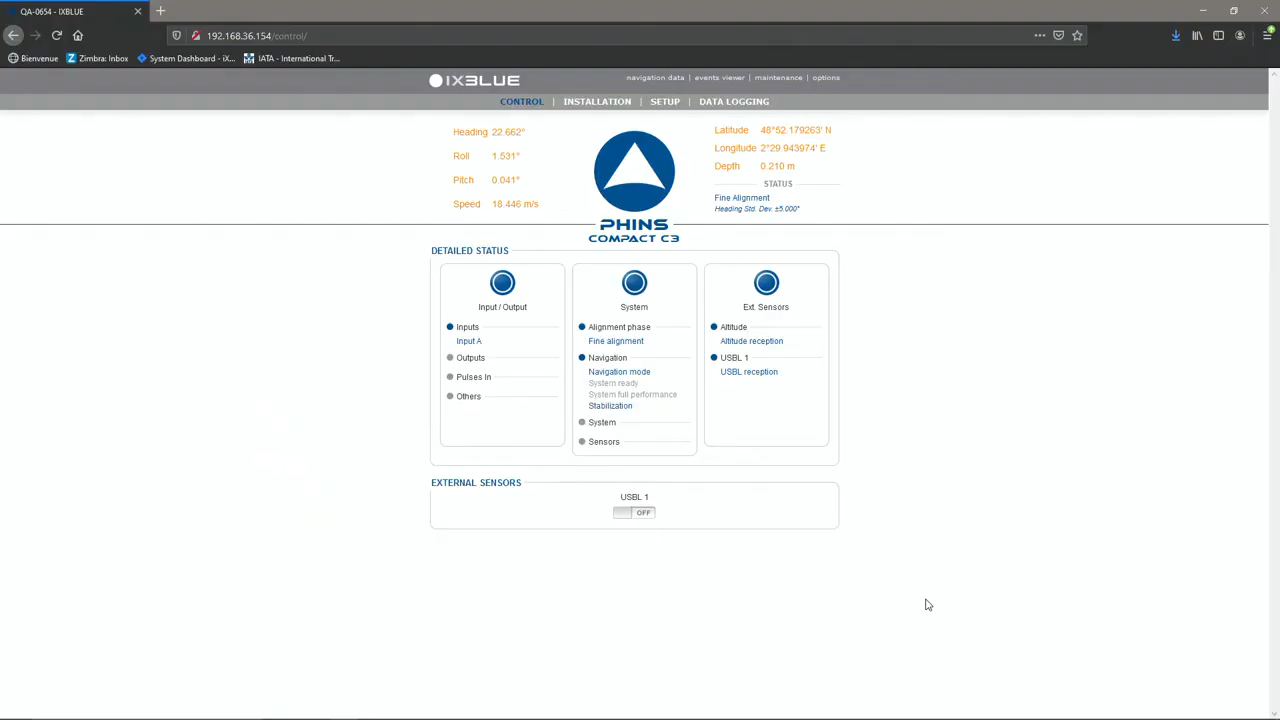 QA-0654 - IXBLUE
192.168.36.154/control/
Bienvenue
Zimbra: Inbox
System Dashboard - iX...
IATA - International Tr...
IXBLUE
navigation data | events viewer | maintenance | options
CONTROL | INSTALLATION | SETUP | DATA LOGGING
Heading 22.662°
Roll 1.531°
Pitch 0.041°
Speed 18.446 m/s
PHINS
COMPACT C3
Latitude 48°52.179263' N
Longitude 2°29.943974' E
Depth 0.210 m
STATUS
Fine Alignment
Heading Std. Dev. ±5.000°
DETAILED STATUS
Input / Output
Inputs
Input A
Outputs
Pulses In
Others
System
Alignment phase
Fine alignment
Navigation
Navigation mode
System ready
System full performance
Stabilization
System
Sensors
Ext. Sensors
Altitude
Altitude reception
USBL 1
USBL reception
EXTERNAL SENSORS
USBL 1
OFF